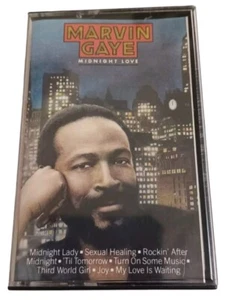 MARVIN
GAYE
MIDNIGHT LOVE
Midnight Lady • Sexual Healing • Rockin' After
Midnight • 'Til Tomorrow • Turn On Some Music •
Third World Girl • Joy • My Love Is Waiting